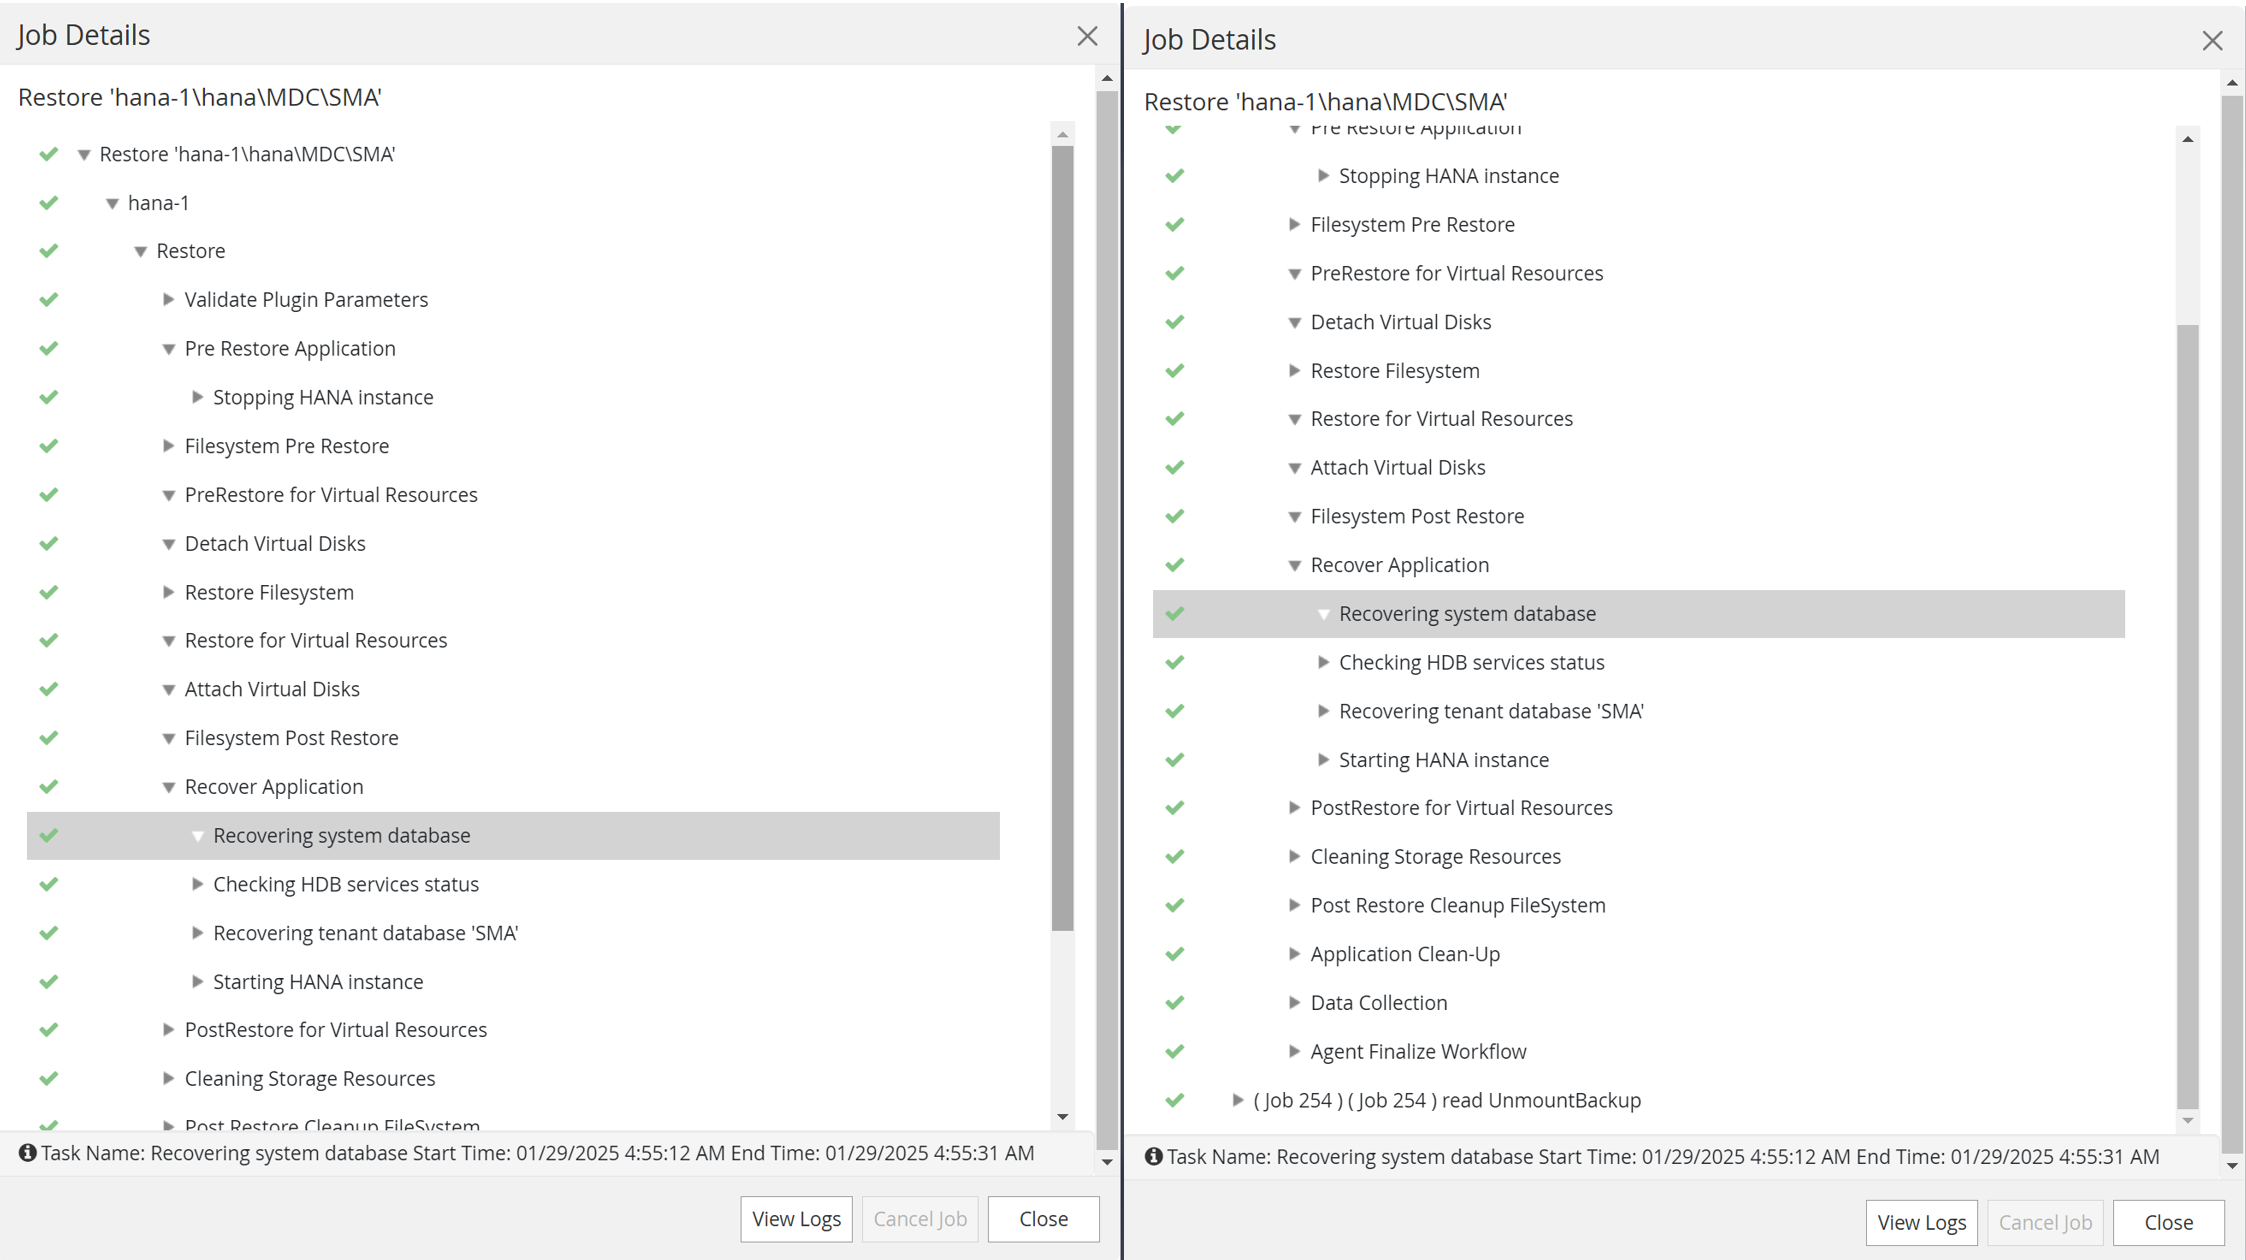 Job Details
Restore 'hana-1\hana\MDC\SMA'
Restore 'hana-1\hana\MDC\SMA'
hana-1
Restore
Validate Plugin Parameters
Pre Restore Application
Stopping HANA instance
Filesystem Pre Restore
PreRestore for Virtual Resources
Detach Virtual Disks
Restore Filesystem
Restore for Virtual Resources
Attach Virtual Disks
Filesystem Post Restore
Recover Application
Recovering system database
Checking HDB services status
Recovering tenant database 'SMA'
Starting HANA instance
PostRestore for Virtual Resources
Cleaning Storage Resources
Post Restore Cleanup FileSystem
Task Name: Recovering system database Start Time: 01/29/2025 4:55:12 AM End Time: 01/29/2025 4:55:31 AM
View Logs Cancel Job Close
Job Details
Restore 'hana-1\hana\MDC\SMA'
Pre Restore Application
Stopping HANA instance
Filesystem Pre Restore
PreRestore for Virtual Resources
Detach Virtual Disks
Restore Filesystem
Restore for Virtual Resources
Attach Virtual Disks
Filesystem Post Restore
Recover Application
Recovering system database
Checking HDB services status
Recovering tenant database 'SMA'
Starting HANA instance
PostRestore for Virtual Resources
Cleaning Storage Resources
Post Restore Cleanup FileSystem
Application Clean-Up
Data Collection
Agent Finalize Workflow
( Job 254 ) ( Job 254 ) read UnmountBackup
Task Name: Recovering system database Start Time: 01/29/2025 4:55:12 AM End Time: 01/29/2025 4:55:31 AM
View Logs Cancel Job Close